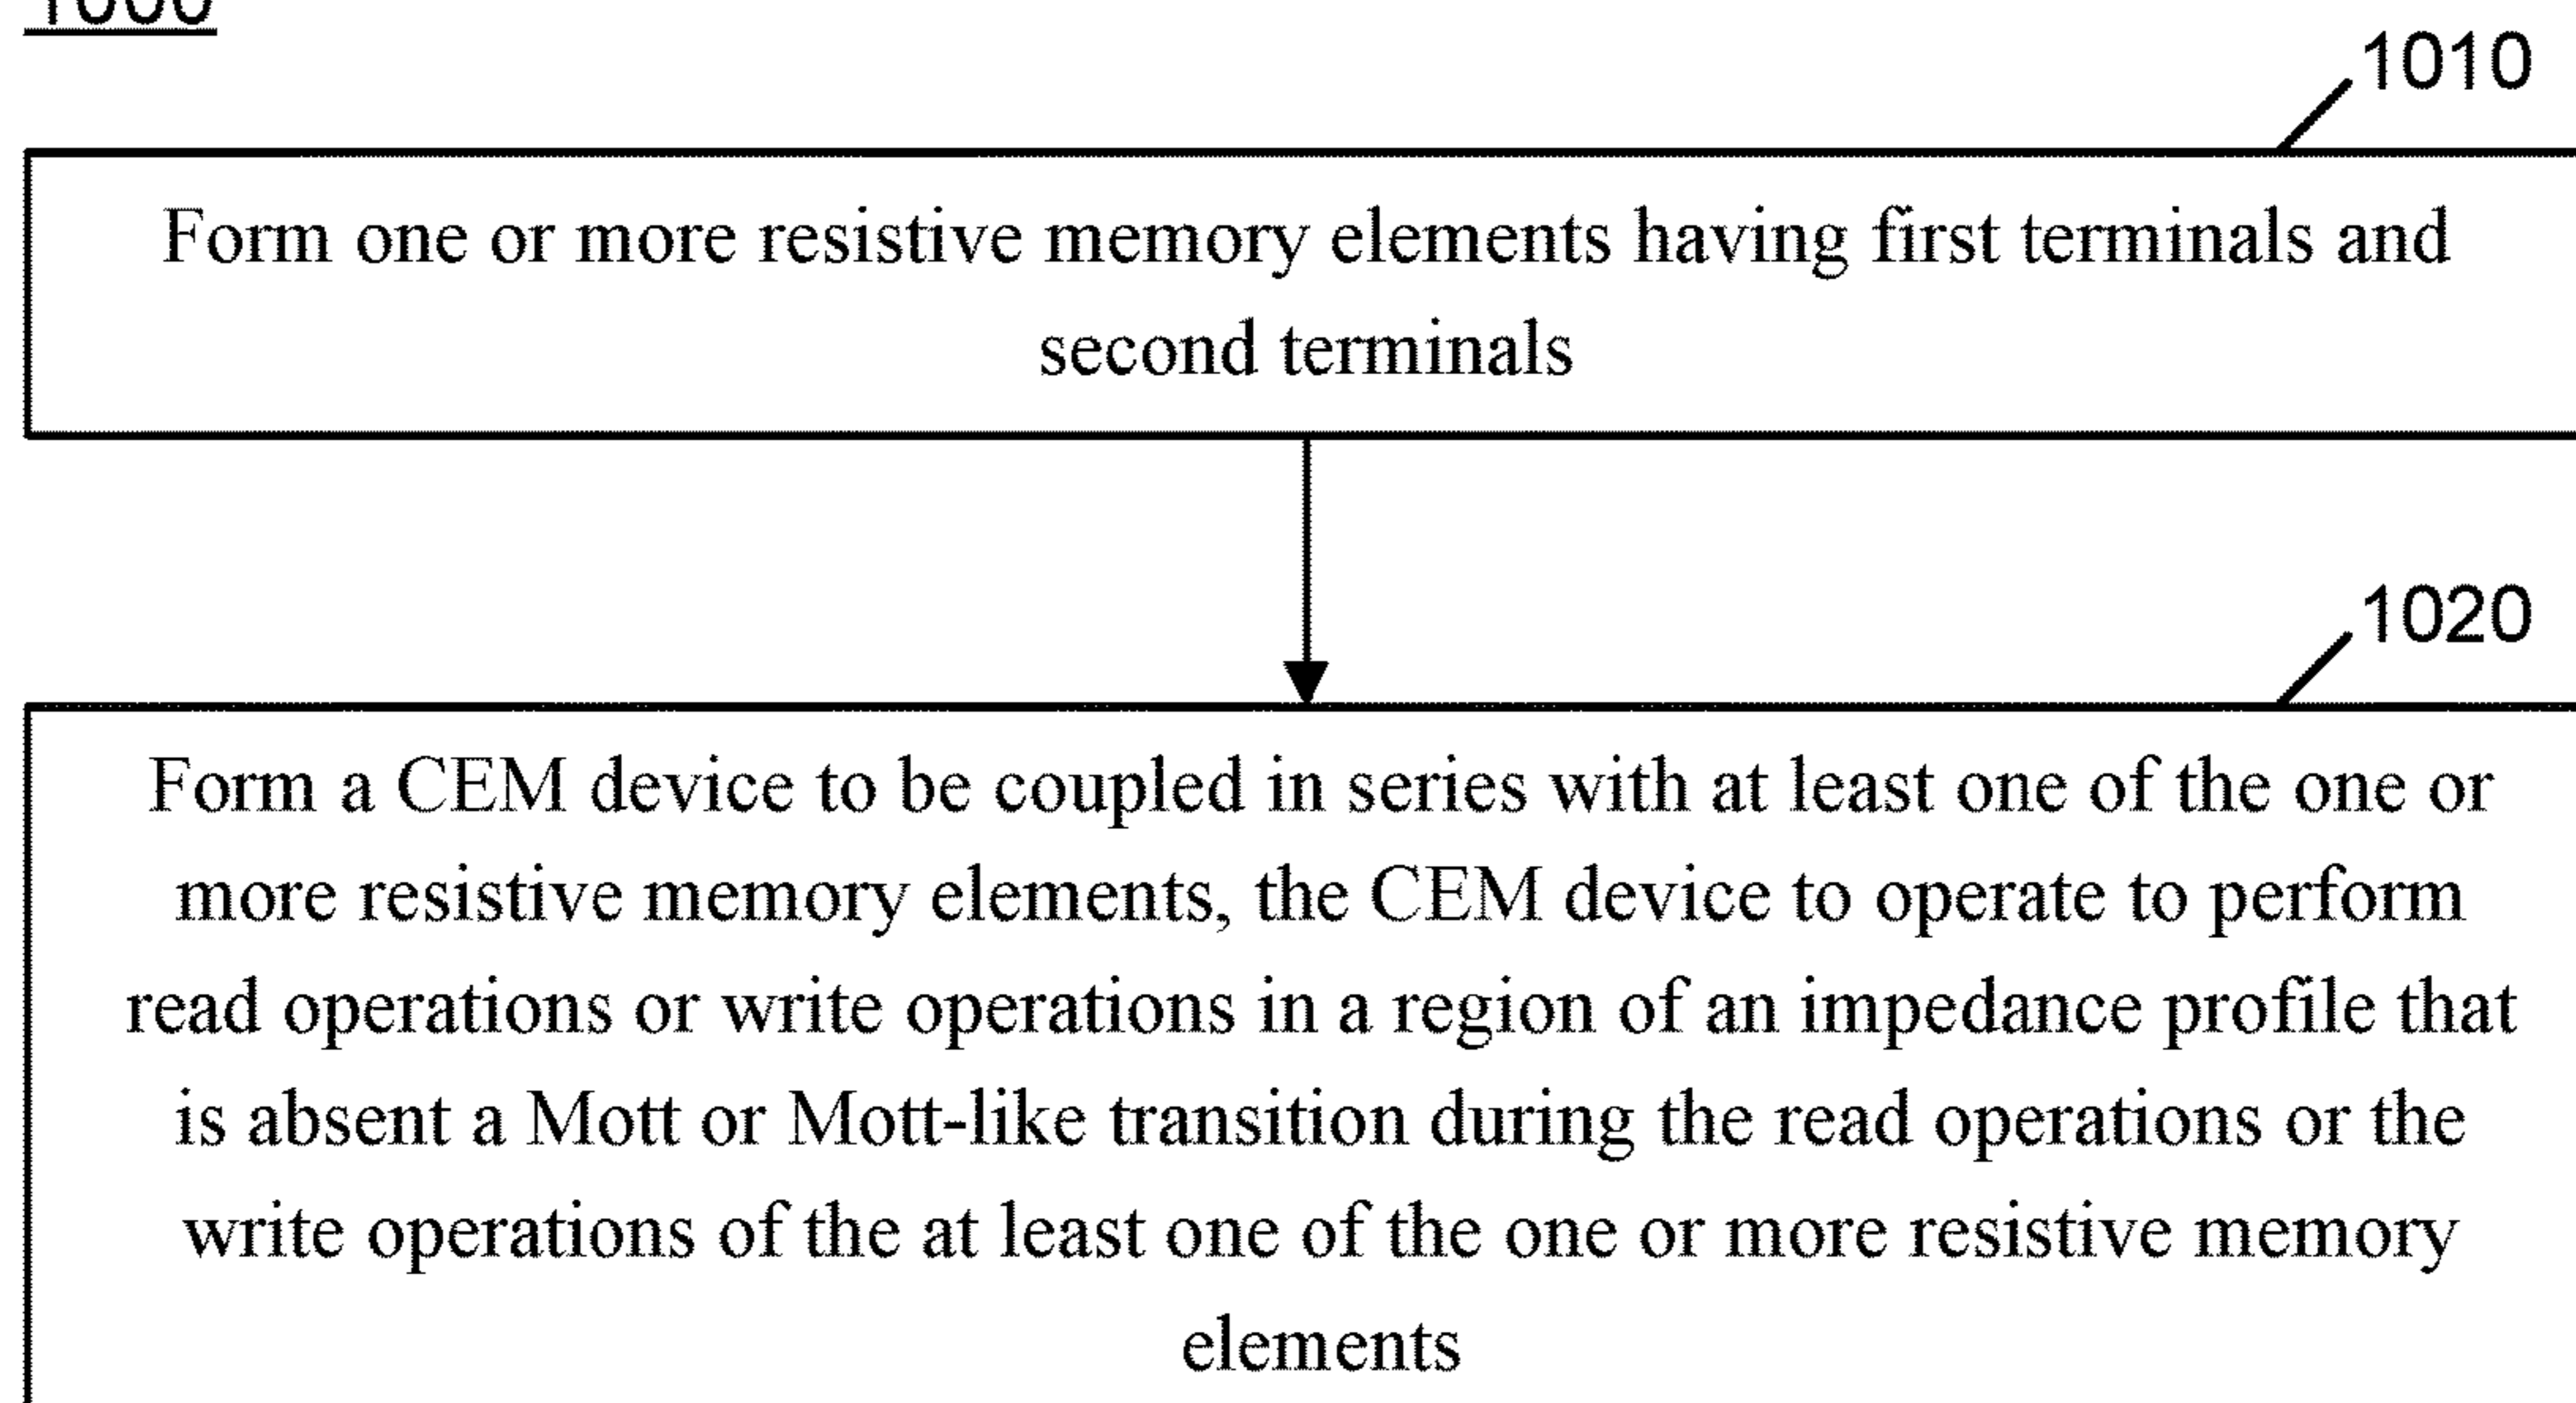 1000
1010
Form one or more resistive memory elements having first terminals and
second terminals
1020
Form a CEM device to be coupled in series with at least one of the one or
more resistive memory elements, the CEM device to operate to perform
read operations or write operations in a region of an impedance profile that
is absent a Mott or Mott-like transition during the read operations or the
write operations of the at least one of the one or more resistive memory
elements